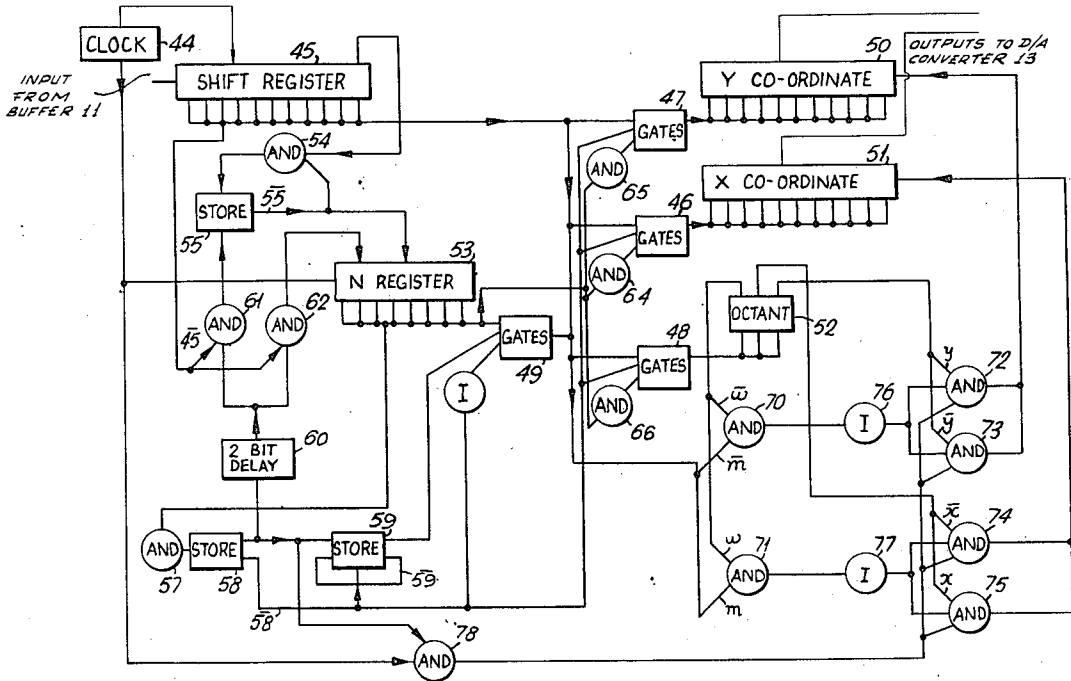 CLOCK
44
INPUT
FROM
BUFFER 11
45
SHIFT REGISTER
AND
54
STORE
55
55
N REGISTER
53
AND
61
AND
62
45
2 BIT
DELAY
60
AND
57
STORE
58
59
STORE
59
58
AND
78
GATES
49
I
47
GATES
AND
65
46
GATES
AND
64
48
GATES
AND
66
OUTPUTS TO D/A
CONVERTER 13
50
Y CO-ORDINATE
51
X CO-ORDINATE
OCTANT
52
w̅
AND
70
m̅
w
AND
71
m
I
76
I
77
y
AND
72
y̅
AND
73
x̅
AND
74
x
AND
75